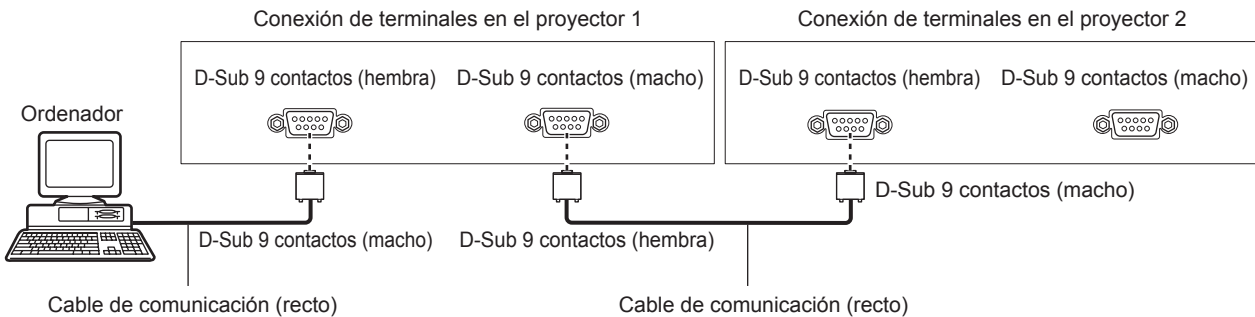 Conexión de terminales en el proyector 1
Conexión de terminales en el proyector 2
D-Sub 9 contactos (hembra)
D-Sub 9 contactos (macho)
D-Sub 9 contactos (hembra)
D-Sub 9 contactos (macho)
Ordenador
D-Sub 9 contactos (macho)
D-Sub 9 contactos (macho)
D-Sub 9 contactos (hembra)
Cable de comunicación (recto)
Cable de comunicación (recto)